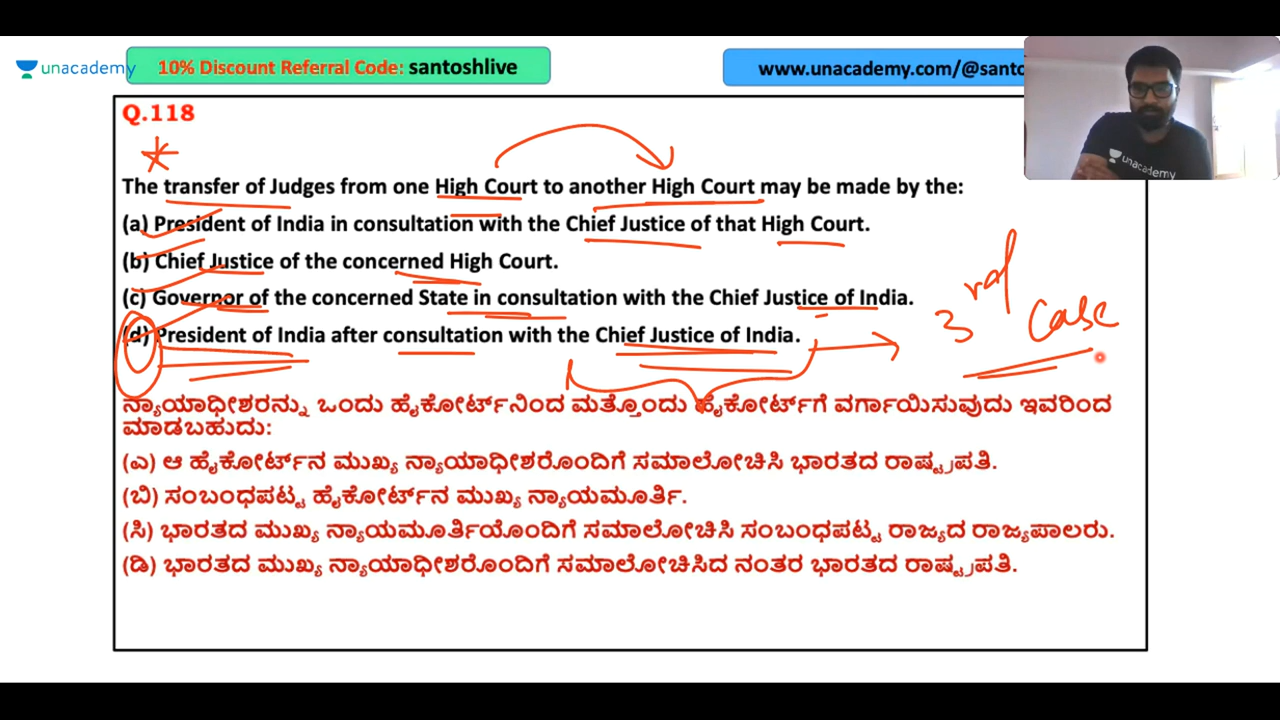 unacademy
10% Discount Referral Code: santoshlive
www.unacademy.com/@santo
unacademy
Q.118
The transfer of Judges from one High Court to another High Court may be made by the:
(a) President of India in consultation with the Chief Justice of that High Court.
(b) Chief Justice of the concerned High Court.
(c) Governor of the concerned State in consultation with the Chief Justice of India.
(d) President of India after consultation with the Chief Justice of India.
3rd Case
ನ್ಯಾಯಾಧೀಶರನ್ನು ಒಂದು ಹೈಕೋರ್ಟ್‌ನಿಂದ ಮತ್ತೊಂದು ಹೈಕೋರ್ಟ್‌ಗೆ ವರ್ಗಾಯಿಸುವುದು ಇವರಿಂದ
ಮಾಡಬಹುದು:
(ಎ) ಆ ಹೈಕೋರ್ಟ್‌ನ ಮುಖ್ಯ ನ್ಯಾಯಾಧೀಶರೊಂದಿಗೆ ಸಮಾಲೋಚಿಸಿ ಭಾರತದ ರಾಷ್ಟ್ರಪತಿ.
(ಬಿ) ಸಂಬಂಧಪಟ್ಟ ಹೈಕೋರ್ಟ್‌ನ ಮುಖ್ಯ ನ್ಯಾಯಮೂರ್ತಿ.
(ಸಿ) ಭಾರತದ ಮುಖ್ಯ ನ್ಯಾಯಮೂರ್ತಿಯೊಂದಿಗೆ ಸಮಾಲೋಚಿಸಿ ಸಂಬಂಧಪಟ್ಟ ರಾಜ್ಯದ ರಾಜ್ಯಪಾಲರು.
(ಡಿ) ಭಾರತದ ಮುಖ್ಯ ನ್ಯಾಯಾಧೀಶರೊಂದಿಗೆ ಸಮಾಲೋಚಿಸಿದ ನಂತರ ಭಾರತದ ರಾಷ್ಟ್ರಪತಿ.